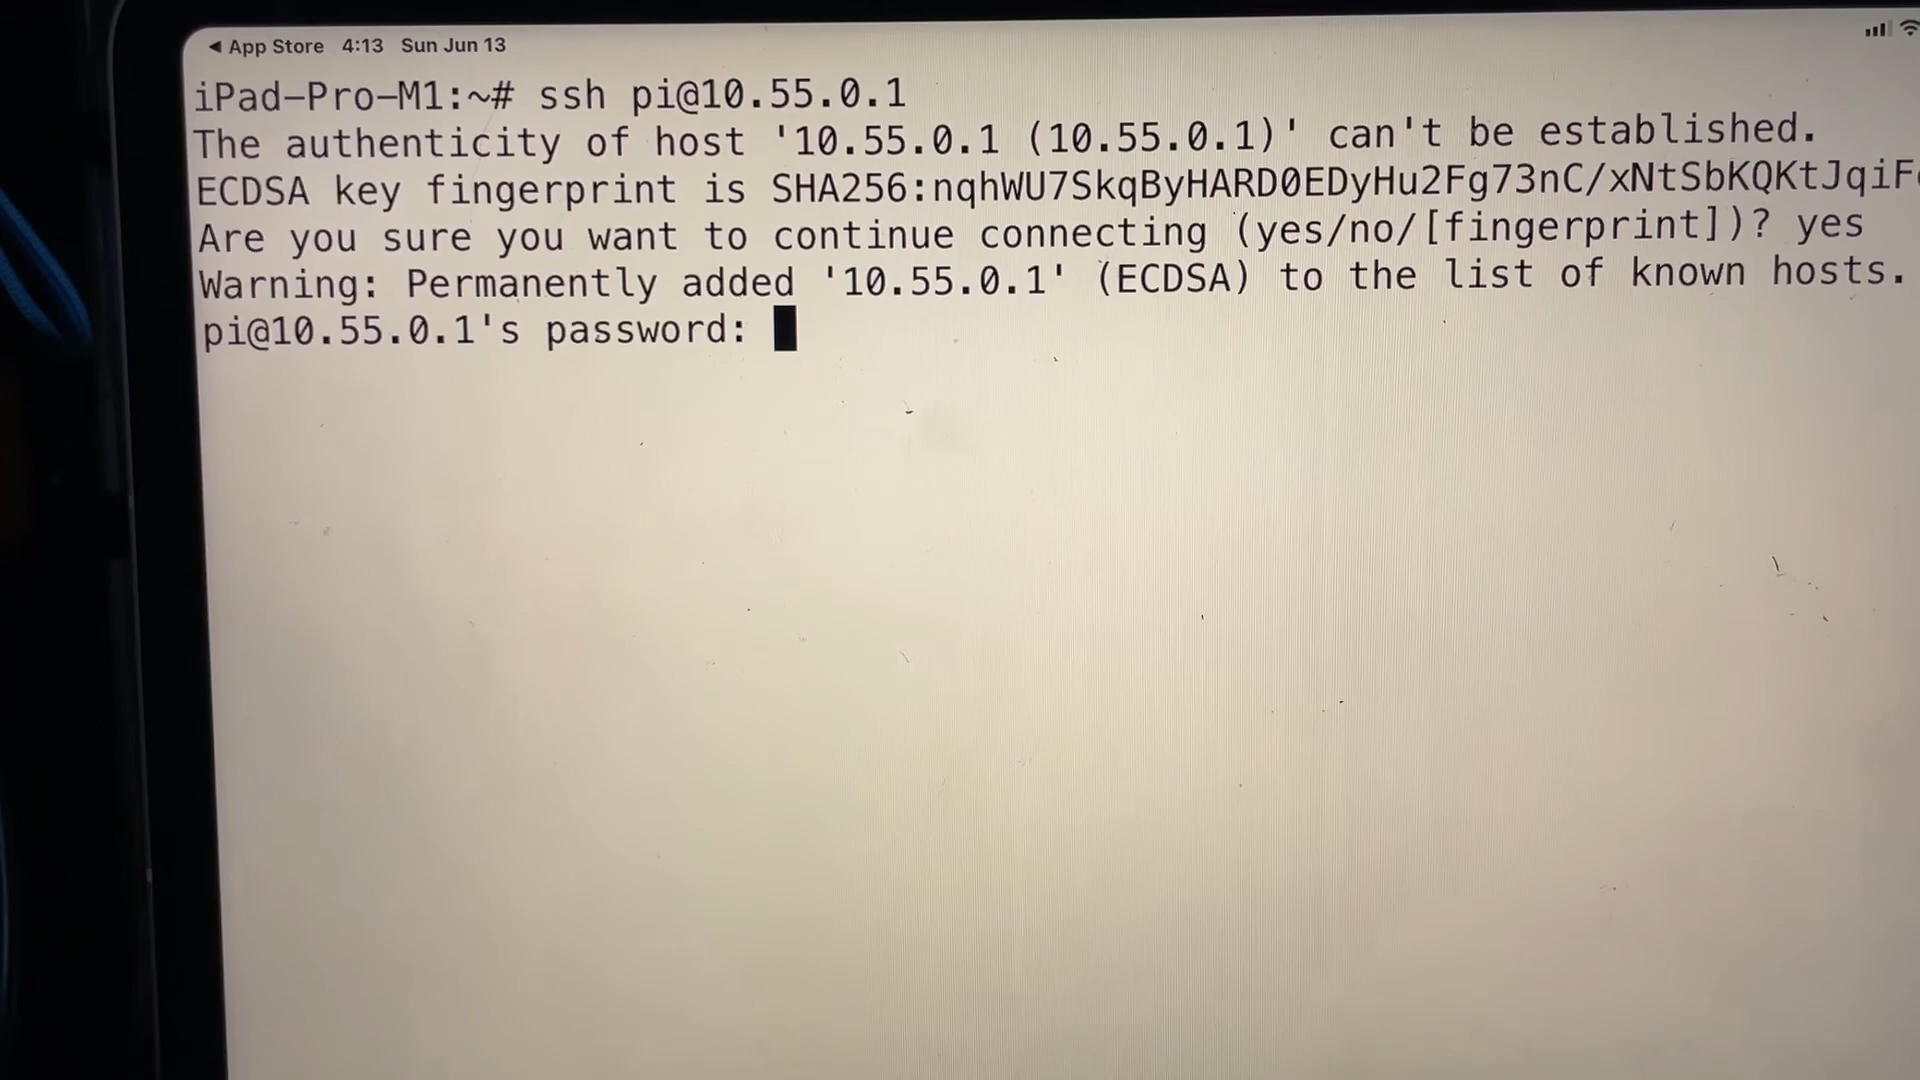 ◀ App Store 4:13 Sun Jun 13
iPad-Pro-M1:~# ssh pi@10.55.0.1
The authenticity of host '10.55.0.1 (10.55.0.1)' can't be established.
ECDSA key fingerprint is SHA256:nqhWU7SkqByHARD0EDyHu2Fg73nC/xNtSbKQKtJqiF
Are you sure you want to continue connecting (yes/no/[fingerprint])? yes
Warning: Permanently added '10.55.0.1' (ECDSA) to the list of known hosts.
pi@10.55.0.1's password: